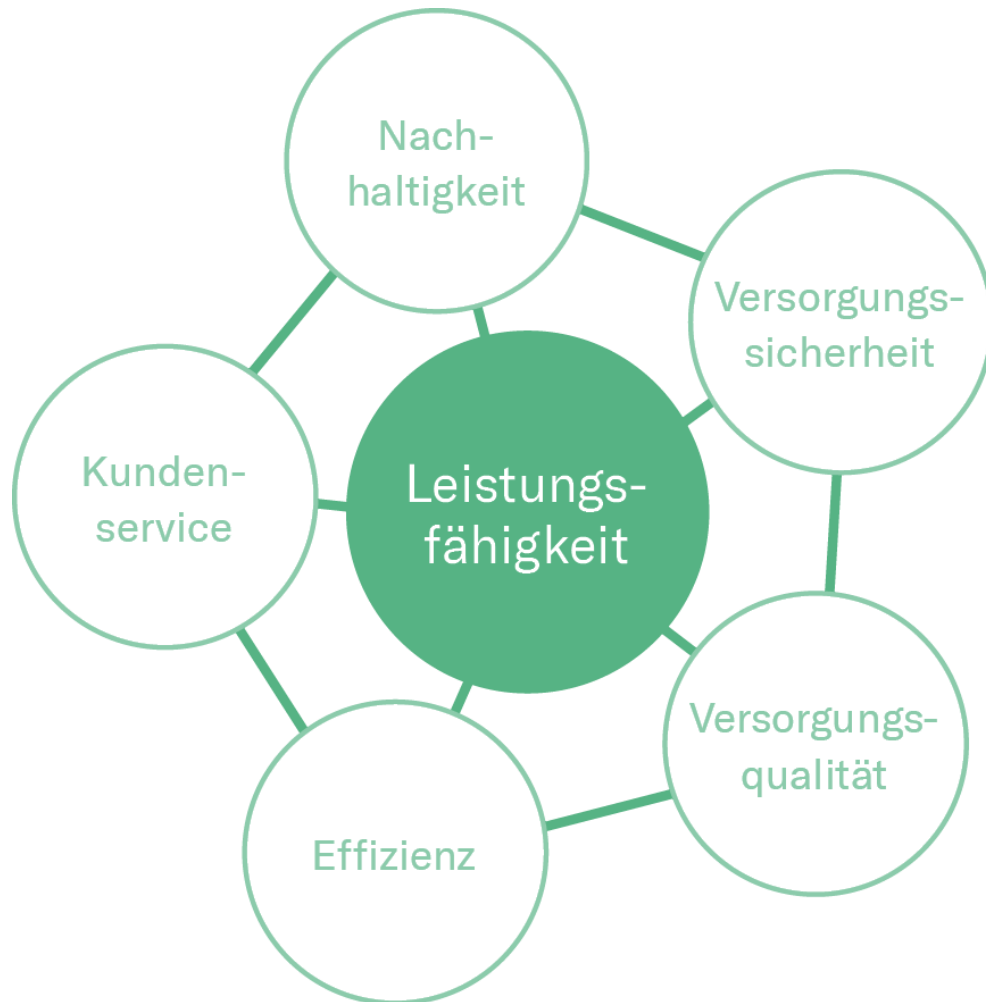 Nach-
haltigkeit
Versorgungs-
sicherheit
Kunden-
service
Leistungs-
fähigkeit
Versorgungs-
qualität
Effizienz